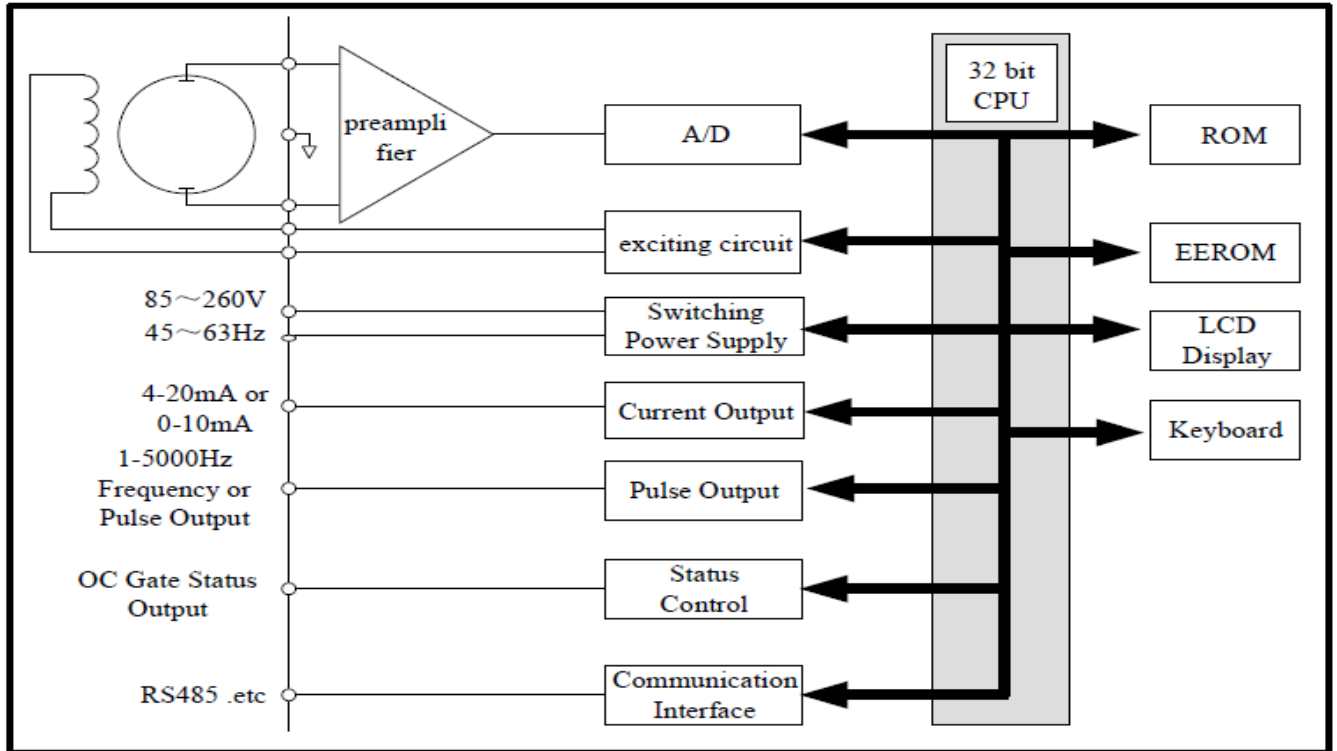 32 bit
CPU
preampli
fier
A/D
ROM
exciting circuit
EEROM
85～260V
45～63Hz
Switching
Power Supply
LCD
Display
4-20mA or
0-10mA
Current Output
Keyboard
1-5000Hz
Frequency or
Pulse Output
Pulse Output
OC Gate Status
Output
Status
Control
RS485 .etc
Communication
Interface